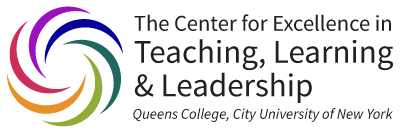 The Center for Excellence in
Teaching, Learning
& Leadership
Queens College, City University of New York